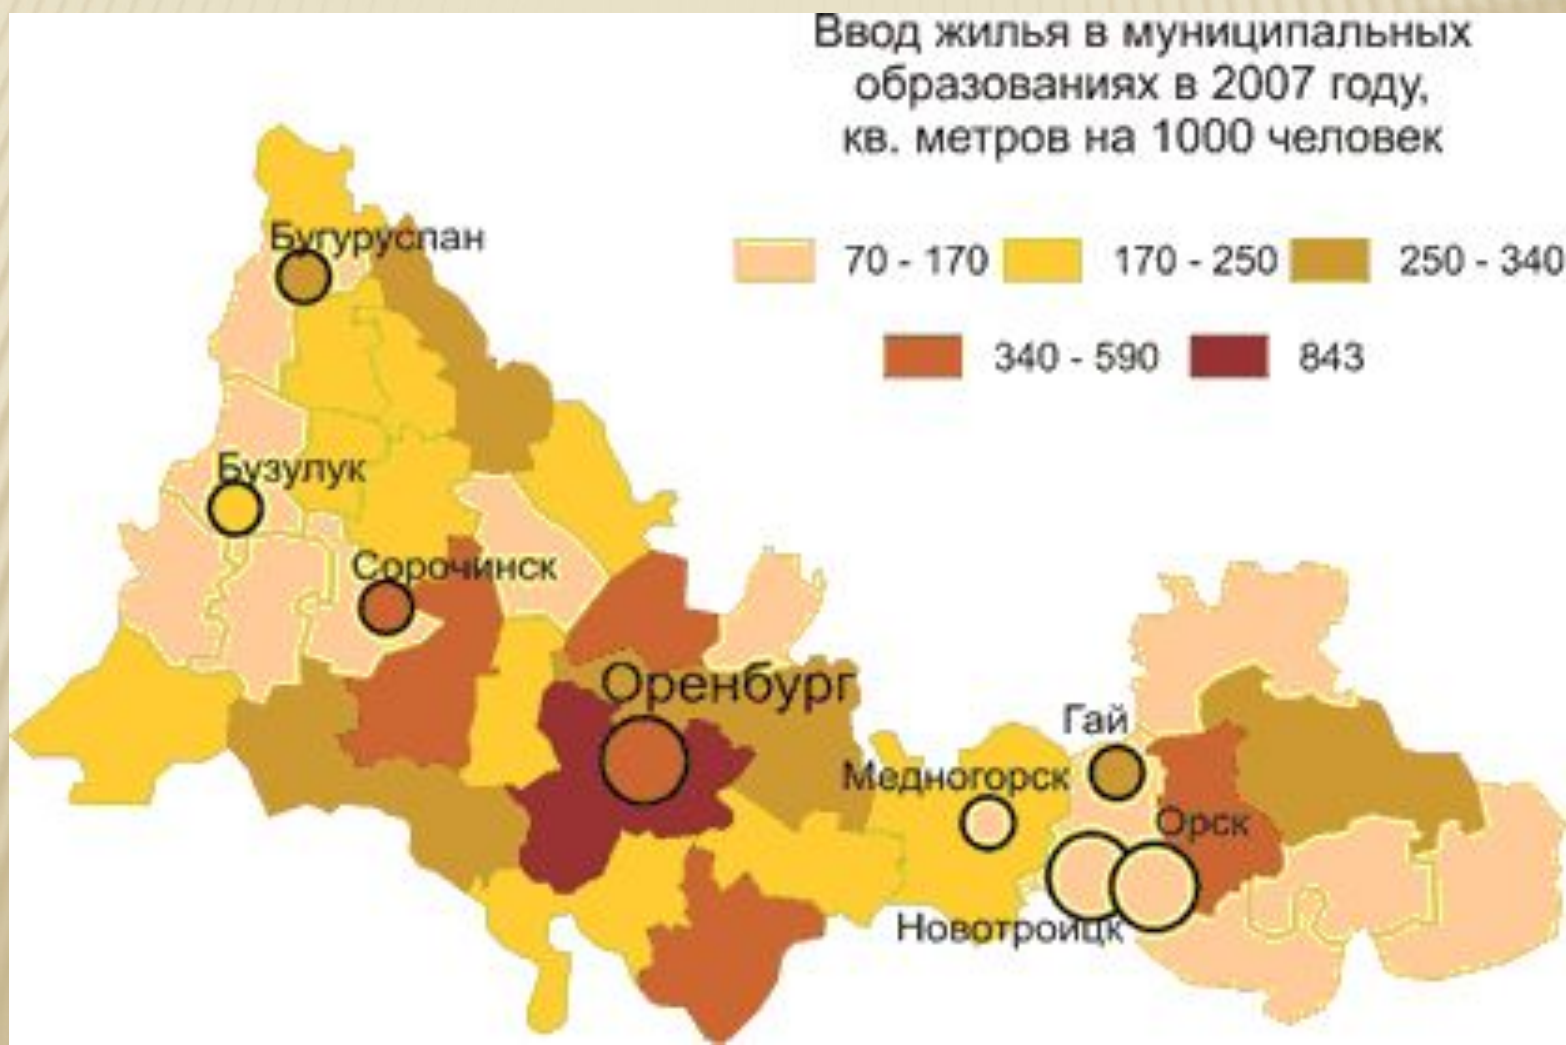 Ввод жилья в муниципальных
образованиях в 2007 году,
кв. метров на 1000 человек
70 - 170
170 - 250
250 - 340
340 - 590
843
Бугуруслан
Бузулук
Сорочинск
Оренбург
Гай
Медногорск
Орск
Новотроицк